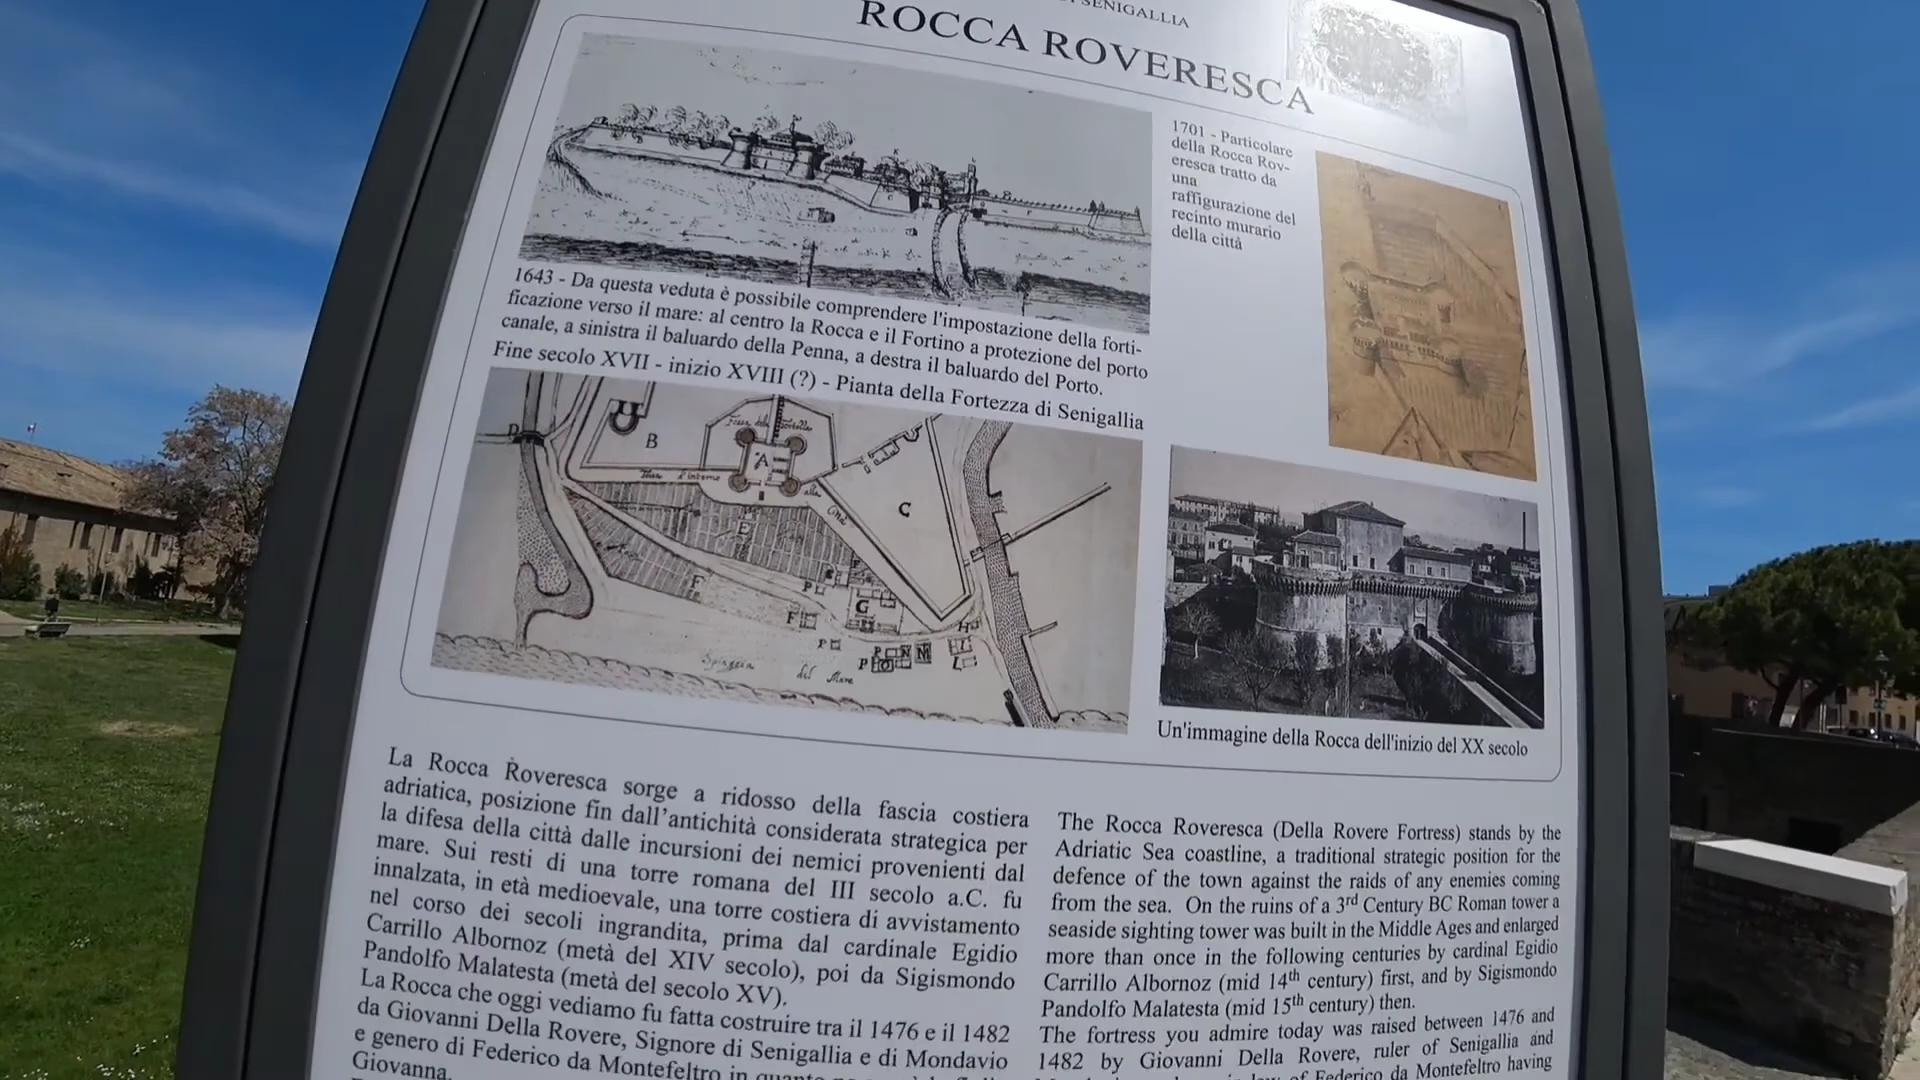 DI SENIGALLIA
ROCCA ROVERESCA
1643 - Da questa veduta è possibile comprendere l'impostazione della forti-
ficazione verso il mare: al centro la Rocca e il Fortino a protezione del porto
canale, a sinistra il baluardo della Penna, a destra il baluardo del Porto.
Fine secolo XVII - inizio XVIII (?) - Pianta della Fortezza di Senigallia
1701 - Particolare
della Rocca Rov-
eresca tratto da
una
raffigurazione del
recinto murario
della città
D
B
A
C
E
F
P
F
G
P
H
P
P
N
M
I
L
Spiaggia del Mare
Un'immagine della Rocca dell'inizio del XX secolo
La Rocca Roveresca sorge a ridosso della fascia costiera
adriatica, posizione fin dall'antichità considerata strategica per
la difesa della città dalle incursioni dei nemici provenienti dal
mare. Sui resti di una torre romana del III secolo a.C. fu
innalzata, in età medioevale, una torre costiera di avvistamento
nel corso dei secoli ingrandita, prima dal cardinale Egidio
Carrillo Albornoz (metà del XIV secolo), poi da Sigismondo
Pandolfo Malatesta (metà del secolo XV).
La Rocca che oggi vediamo fu fatta costruire tra il 1476 e il 1482
da Giovanni Della Rovere, Signore di Senigallia e di Mondavio
e genero di Federico da Montefeltro in quanto
Giovanna.
The Rocca Roveresca (Della Rovere Fortress) stands by the
Adriatic Sea coastline, a traditional strategic position for the
defence of the town against the raids of any enemies coming
from the sea. On the ruins of a 3rd Century BC Roman tower a
seaside sighting tower was built in the Middle Ages and enlarged
more than once in the following centuries by cardinal Egidio
Carrillo Albornoz (mid 14th century) first, and by Sigismondo
Pandolfo Malatesta (mid 15th century) then.
The fortress you admire today was raised between 1476 and
1482 by Giovanni Della Rovere, ruler of Senigallia and
of Federico da Montefeltro having